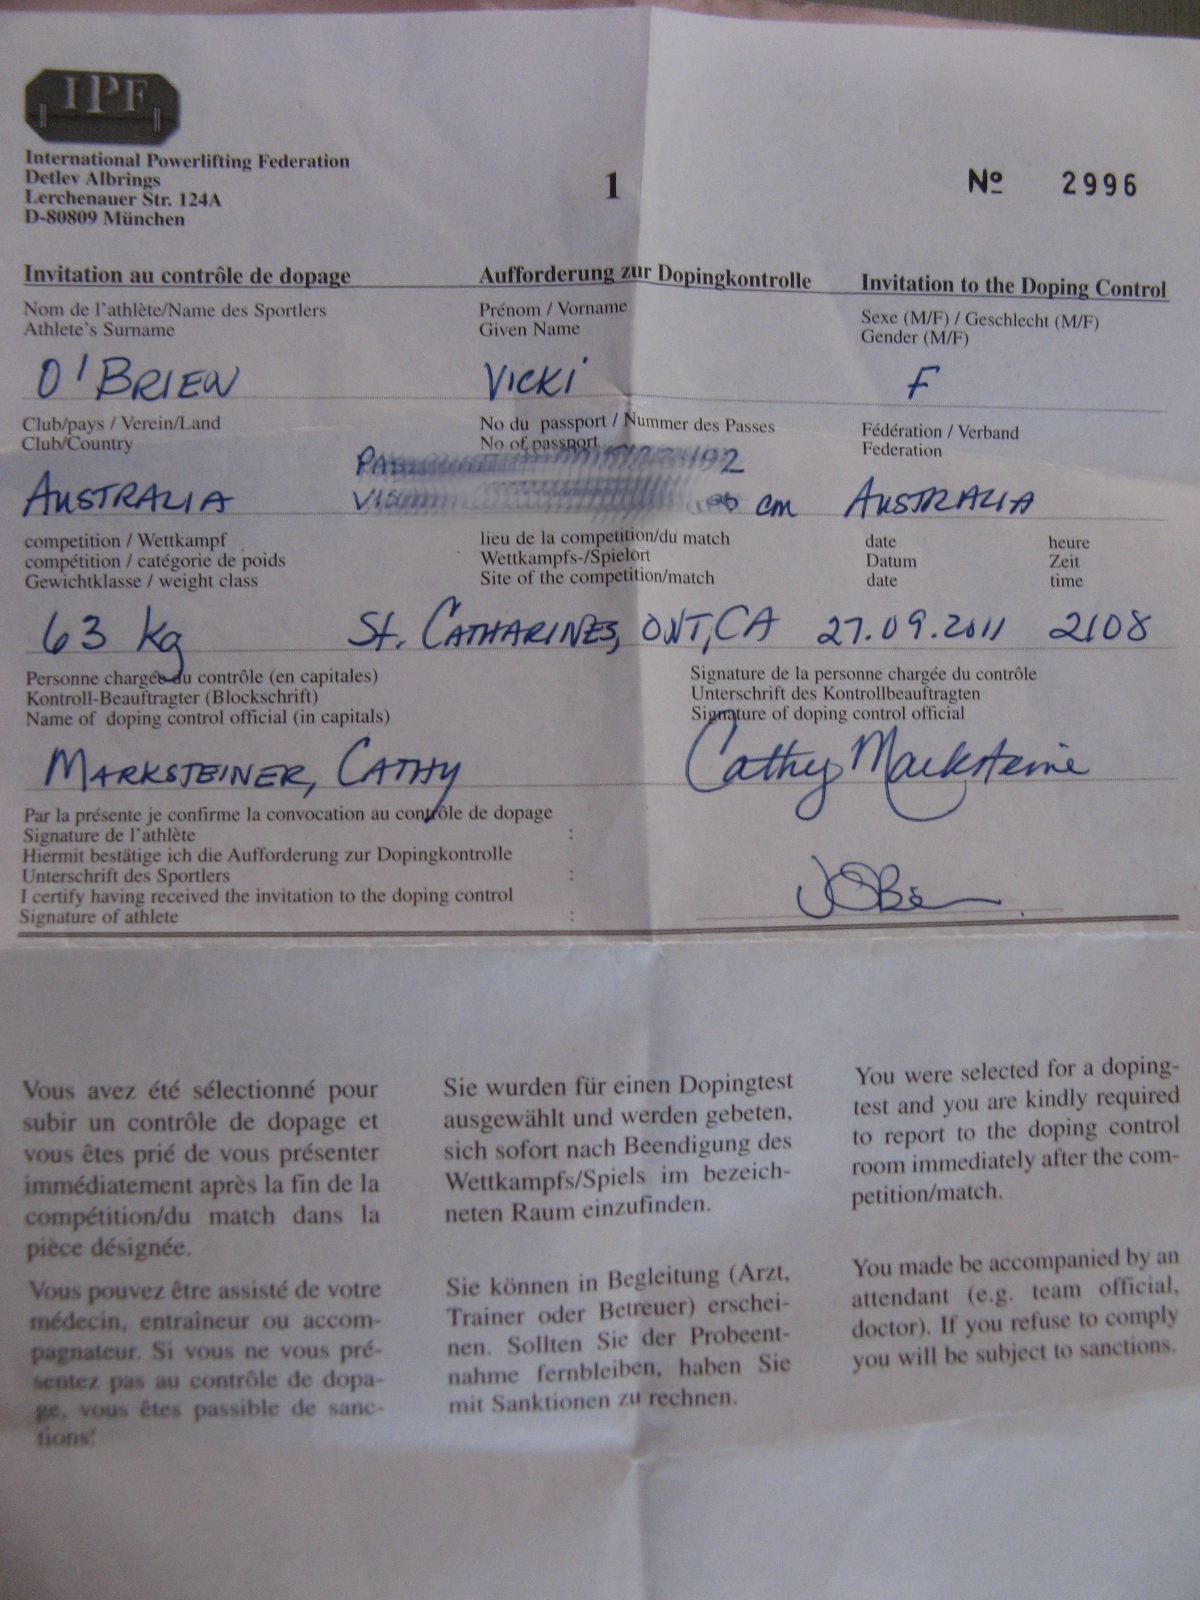 IPF
International Powerlifting Federation
Detlev Albrings
Lerchenauer Str. 124A
D-80809 München
1
Nº 2996
Invitation au contrôle de dopage
Aufforderung zur Dopingkontrolle
Invitation to the Doping Control
Nom de l'athlète/Name des Sportlers
Athlete's Surname
Prénom / Vorname
Given Name
Sexe (M/F) / Geschlecht (M/F)
Gender (M/F)
O'BRIEN
VICKI
F
Club/pays / Verein/Land
Club/Country
No du passport / Nummer des Passes
No of passport
Fédération / Verband
Federation
AUSTRALIA
cm
AUSTRALIA
competition / Wettkampf
compétition / catégorie de poids
Gewichtklasse / weight class
lieu de la competition/du match
Wettkampfs-/Spielort
Site of the competition/match
date
Datum
date
heure
Zeit
time
63 kg
St. CATHARINES, ONT, CA
27.09.2011
2108
Personne chargée du contrôle (en capitales)
Kontroll-Beauftragter (Blockschrift)
Name of doping control official (in capitals)
Signature de la personne chargée du contrôle
Unterschrift des Kontrollbeauftragten
Signature of doping control official
MARKSTEINER, CATHY
Cathy Marksteiner
Par la présente je confirme la convocation au contrôle de dopage
Signature de l'athlète :
Hiermit bestätige ich die Aufforderung zur Dopingkontrolle
Unterschrift des Sportlers :
I certify having received the invitation to the doping control
Signature of athlete :
Vous avez été sélectionné pour
subir un contrôle de dopage et
vous êtes prié de vous présenter
immédiatement après la fin de la
compétition/du match dans la
pièce désignée.
Vous pouvez être assisté de votre
médecin, entraîneur ou accom-
pagnateur. Si vous ne vous pré-
sentez pas au contrôle de dopa-
ge, vous êtes passible de sanc-
tions!
Sie wurden für einen Dopingtest
ausgewählt und werden gebeten,
sich sofort nach Beendigung des
Wettkampfs/Spiels im bezeich-
neten Raum einzufinden.
Sie können in Begleitung (Arzt,
Trainer oder Betreuer) erschei-
nen. Sollten Sie der Probeent-
nahme fernbleiben, haben Sie
mit Sanktionen zu rechnen.
You were selected for a doping-
test and you are kindly required
to report to the doping control
room immediately after the com-
petition/match.
You made be accompanied by an
attendant (e.g. team official,
doctor). If you refuse to comply
you will be subject to sanctions.